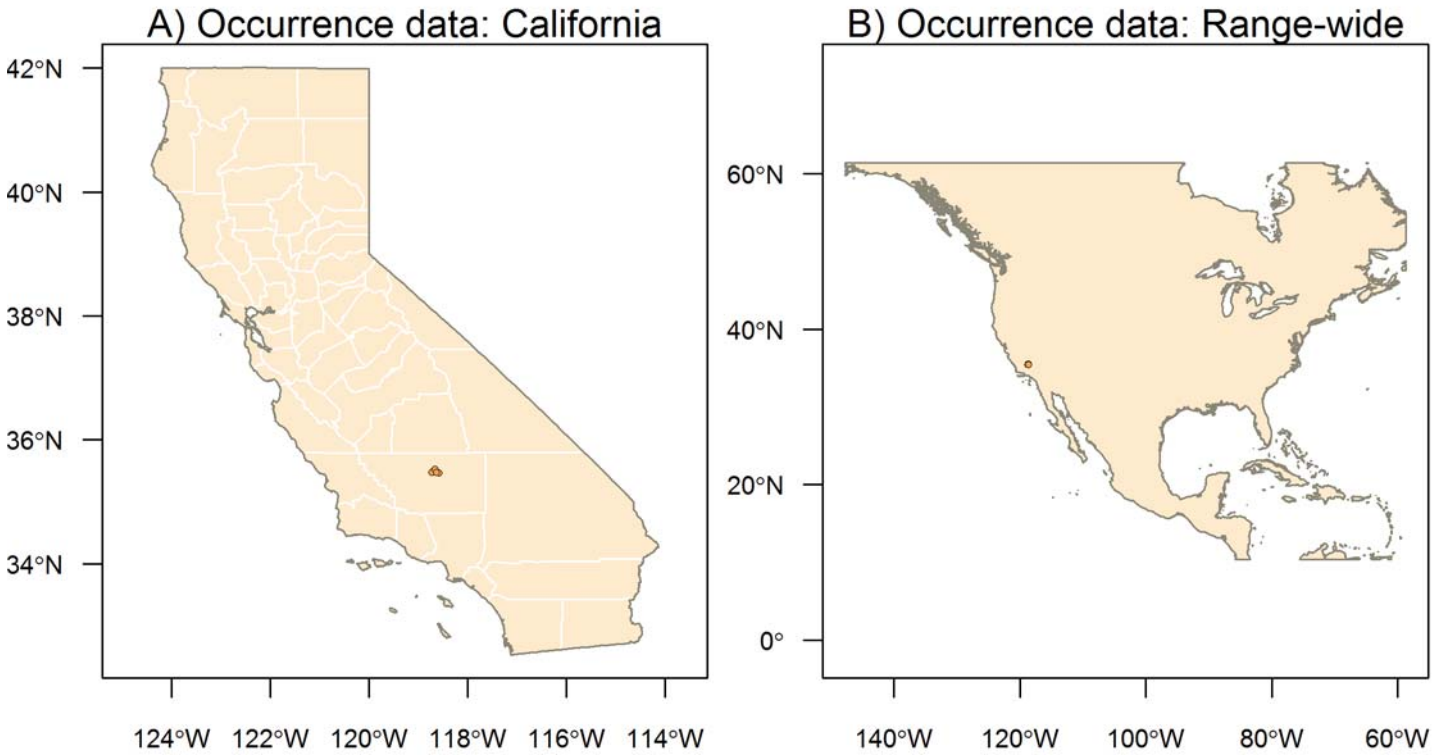 A) Occurrence data: California
42°N
40°N
38°N
36°N
34°N
124°W 122°W 120°W 118°W 116°W 114°W
B) Occurrence data: Range-wide
60°N
40°N
20°N
0°
140°W 120°W 100°W 80°W 60°W